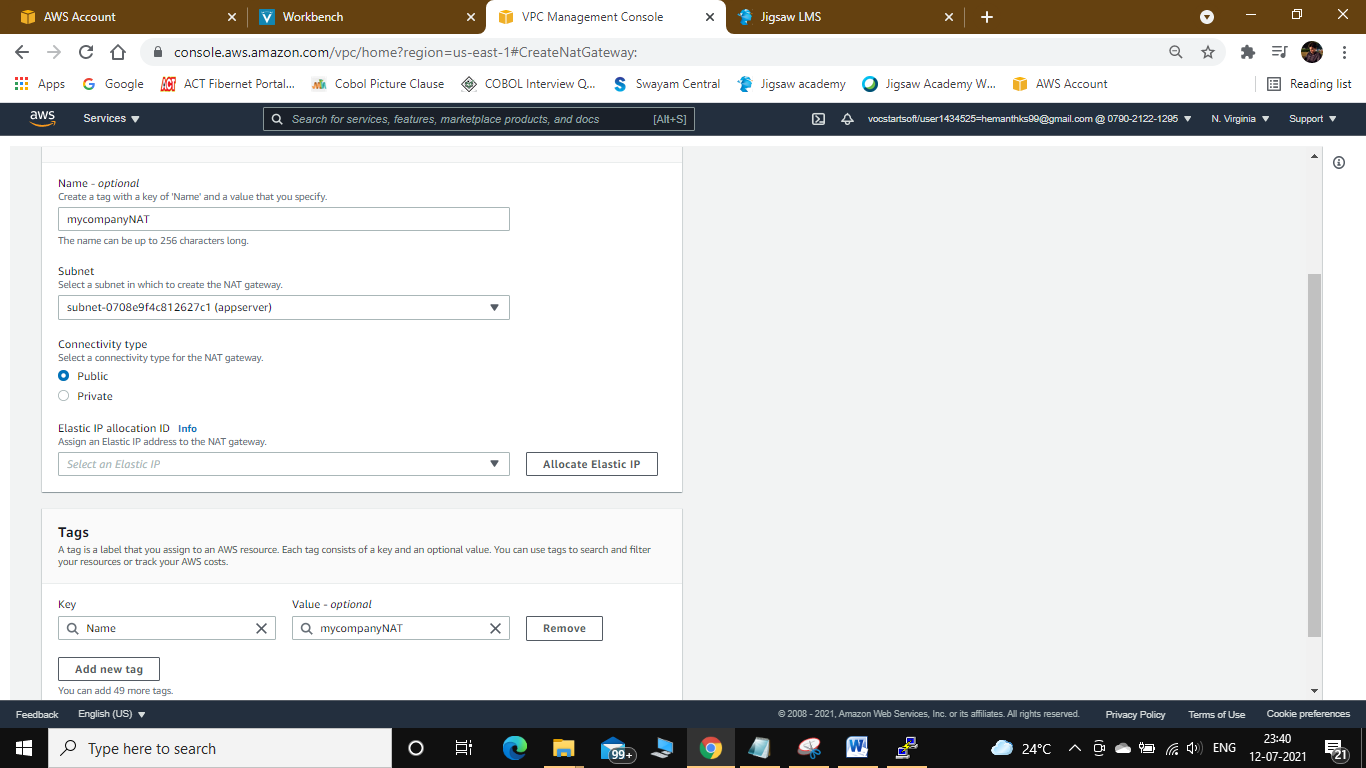 AWS Account
Workbench
VPC Management Console
Jigsaw LMS
console.aws.amazon.com/vpc/home?region=us-east-1#CreateNatGateway:
Apps
Google
ACT Fibernet Portal...
Cobol Picture Clause
COBOL Interview Q...
Swayam Central
Jigsaw academy
Jigsaw Academy W...
AWS Account
Reading list
aws
Services
Search for services, features, marketplace products, and docs
[Alt+S]
vocstartsoft/user1434525=hemanthks99@gmail.com @ 0790-2122-1295
N. Virginia
Support
Name - optional
Create a tag with a key of 'Name' and a value that you specify.
mycompanyNAT
The name can be up to 256 characters long.
Subnet
Select a subnet in which to create the NAT gateway.
subnet-0708e9f4c812627c1 (appserver)
Connectivity type
Select a connectivity type for the NAT gateway.
Public
Private
Elastic IP allocation ID Info
Assign an Elastic IP address to the NAT gateway.
Select an Elastic IP
Allocate Elastic IP
Tags
A tag is a label that you assign to an AWS resource. Each tag consists of a key and an optional value. You can use tags to search and filter
your resources or track your AWS costs.
Key
Value - optional
Name
mycompanyNAT
Remove
Add new tag
You can add 49 more tags.
Feedback
English (US)
© 2008 - 2021, Amazon Web Services, Inc. or its affiliates. All rights reserved.
Privacy Policy
Terms of Use
Cookie preferences
Type here to search
99+
24°C
ENG
23:40
12-07-2021
21